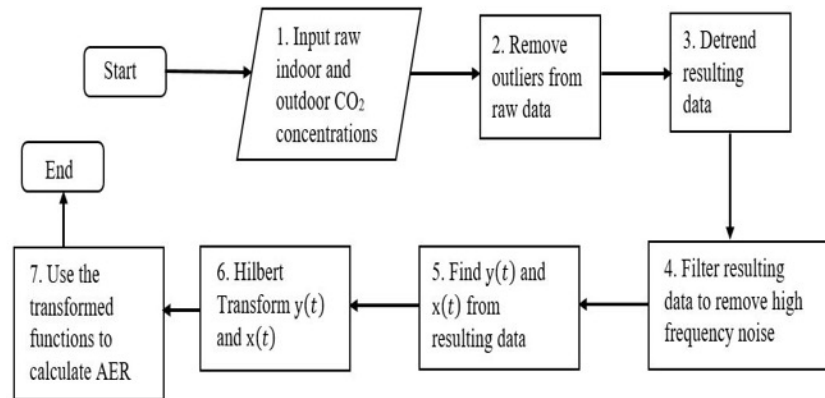 Start
1. Input raw
indoor and
outdoor CO₂
concentrations
2. Remove
outliers from
raw data
3. Detrend
resulting
data
4. Filter resulting
data to remove high
frequency noise
5. Find y(t) and
x(t) from
resulting data
6. Hilbert
Transform y(t)
and x(t)
7. Use the
transformed
functions to
calculate AER
End